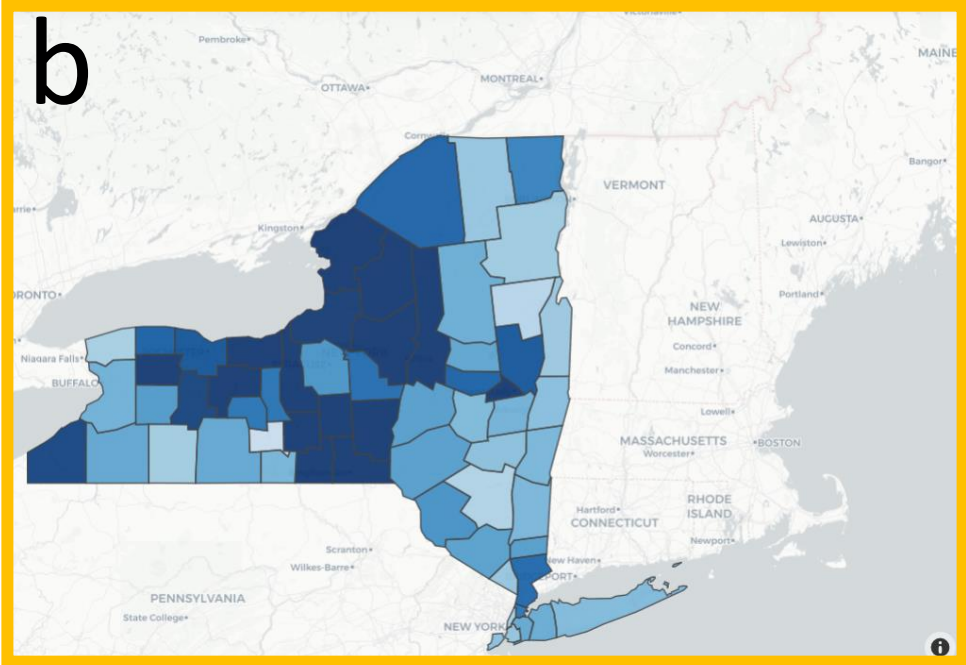 b
Pembroke
OTTAWA
MONTREAL
MAINE
Kingston
VERMONT
Bangor
AUGUSTA
Lewiston
Portland
NEW
HAMPSHIRE
Concord
Manchester
Niagara Falls
BUFFALO
Lowell
MASSACHUSETTS
BOSTON
Worcester
RHODE
ISLAND
Hartford
CONNECTICUT
Newport
Scranton
New Haven
Wilkes-Barre
PENNSYLVANIA
State College
NEW YORK